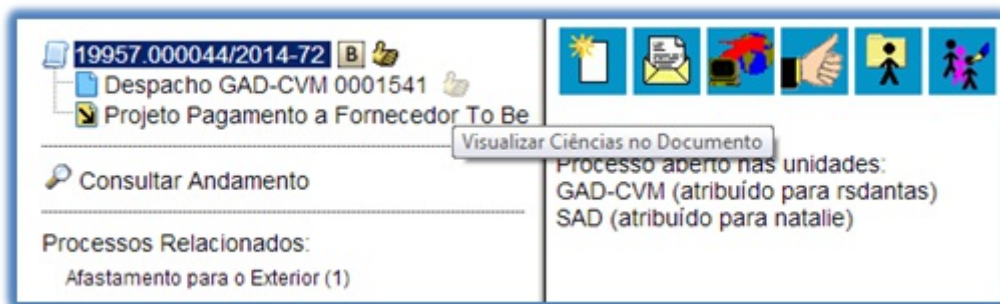 19957.000044/2014-72 B
Despacho GAD-CVM 0001541
Projeto Pagamento a Fornecedor To Be
Visualizar Ciências no Documento
Consultar Andamento
Processos Relacionados:
Afastamento para o Exterior (1)
Processo aberto nas unidades:
GAD-CVM (atribuído para rsdantas)
SAD (atribuído para natalie)